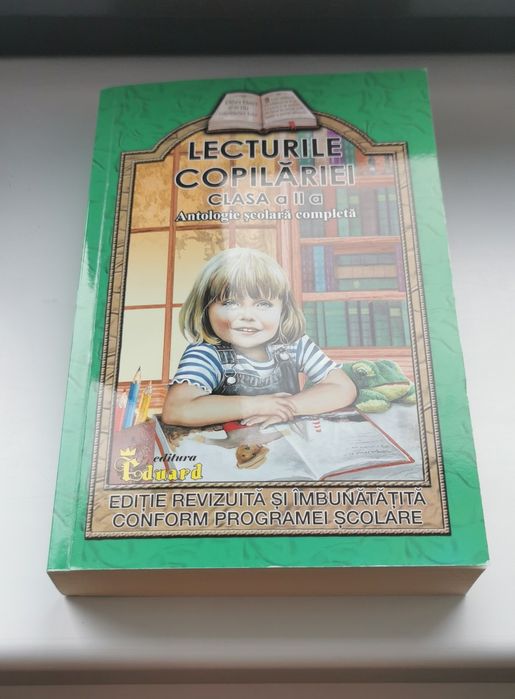 LECTURILE
COPILĂRIEI
CLASA a II a
Antologie școlară completă
editura
Eduard
EDIȚIE REVIZUITĂ ȘI ÎMBUNĂTĂȚITĂ
CONFORM PROGRAMEI ȘCOLARE